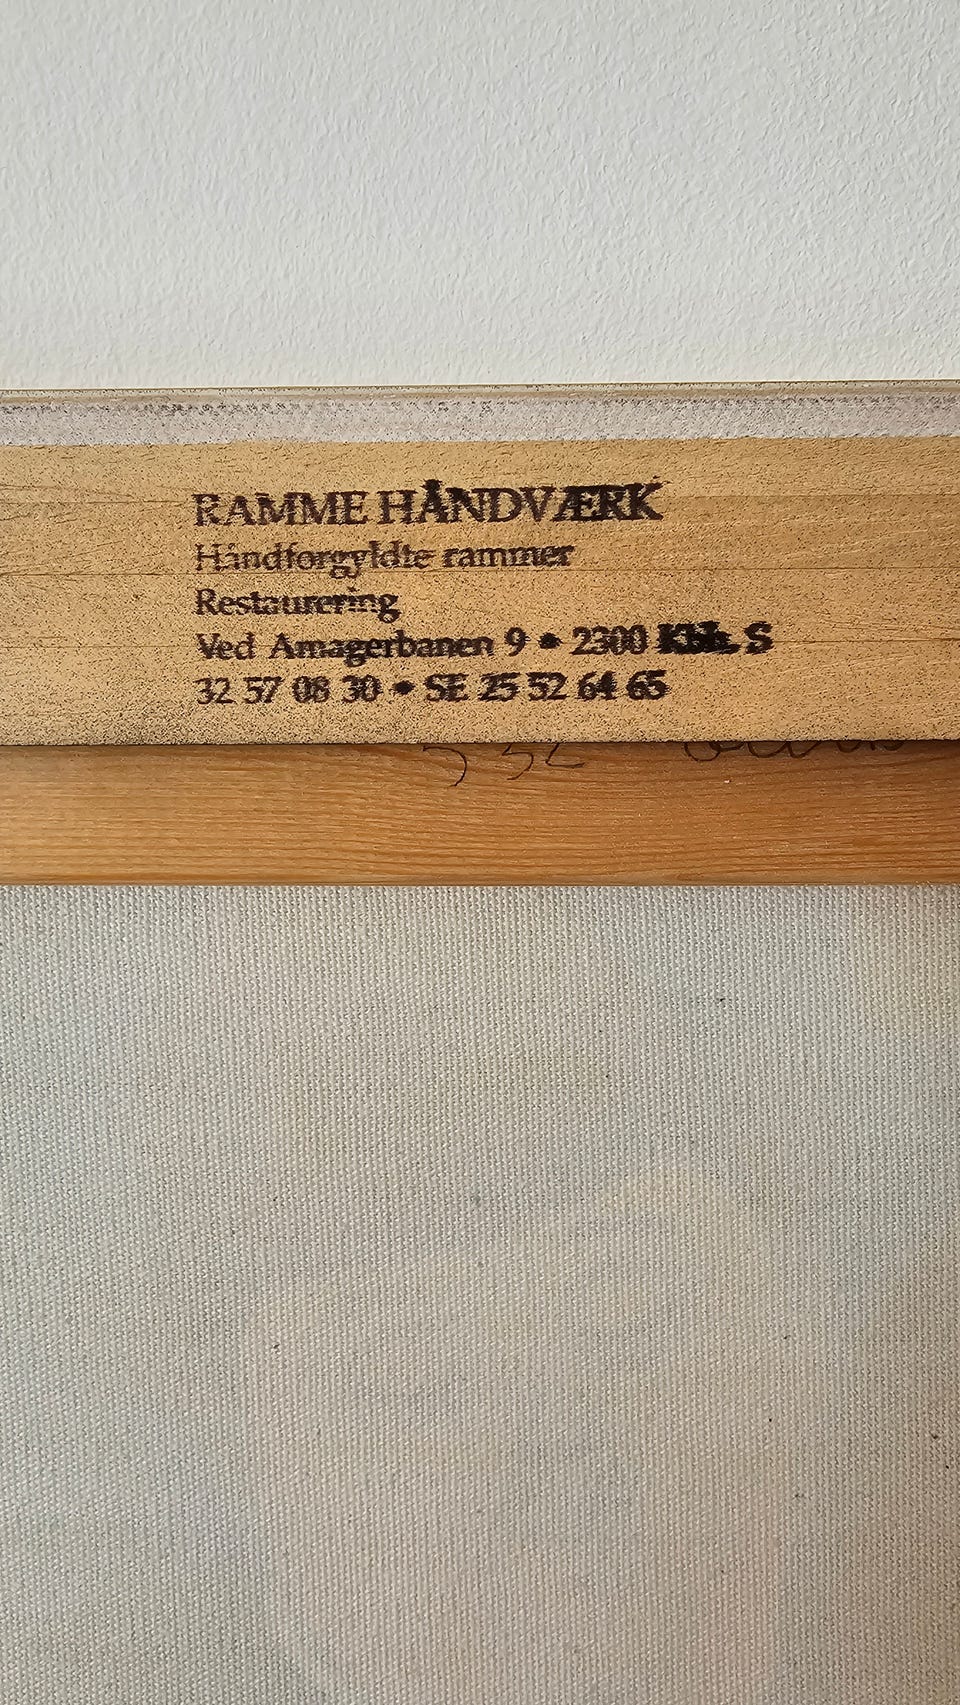 RAMME HÅNDVÆRK
Håndforgyldte rammer
Restaurering
Ved Amagerbanen 9 • 2300 Kbh. S
32 57 08 30 • SE 25 52 64 65